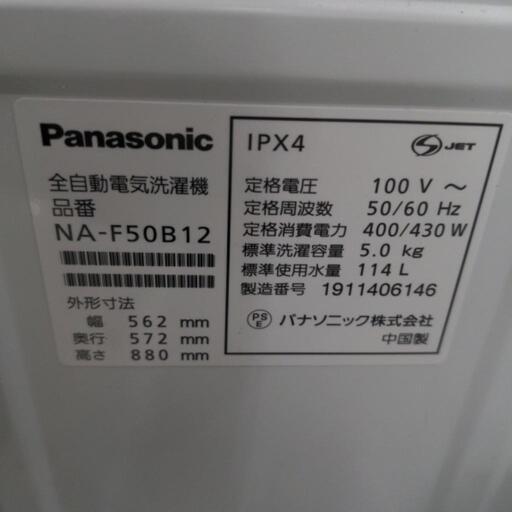 Panasonic
全自動電気洗濯機
品番
NA-F50B12
外形寸法
幅 562 mm
奥行 572 mm
高さ 880 mm
IPX4
S JET
定格電圧 100 V ～
定格周波数 50/60 Hz
定格消費電力 400/430 W
標準洗濯容量 5.0 kg
標準使用水量 114 L
製造番号 1911406146
PSE パナソニック株式会社
中国製